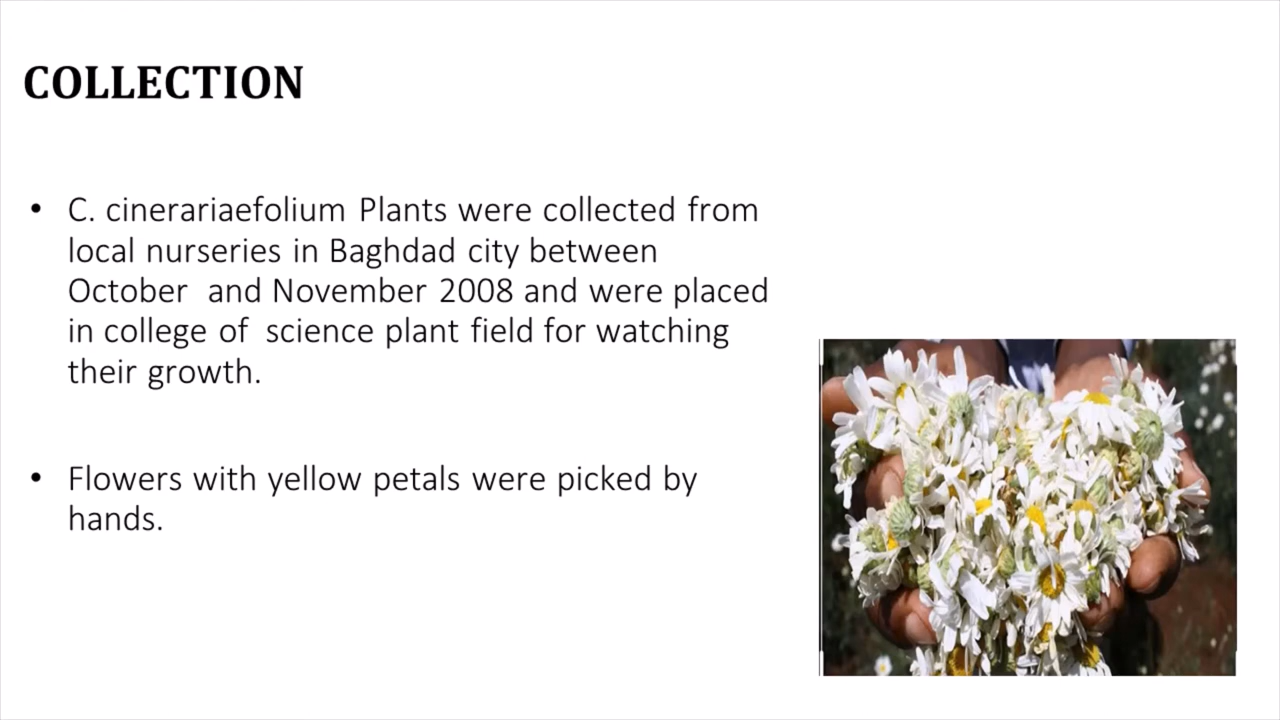 COLLECTION
• C. cinerariaefolium Plants were collected from
local nurseries in Baghdad city between
October  and November 2008 and were placed
in college of  science plant field for watching
their growth.
• Flowers with yellow petals were picked by
hands.